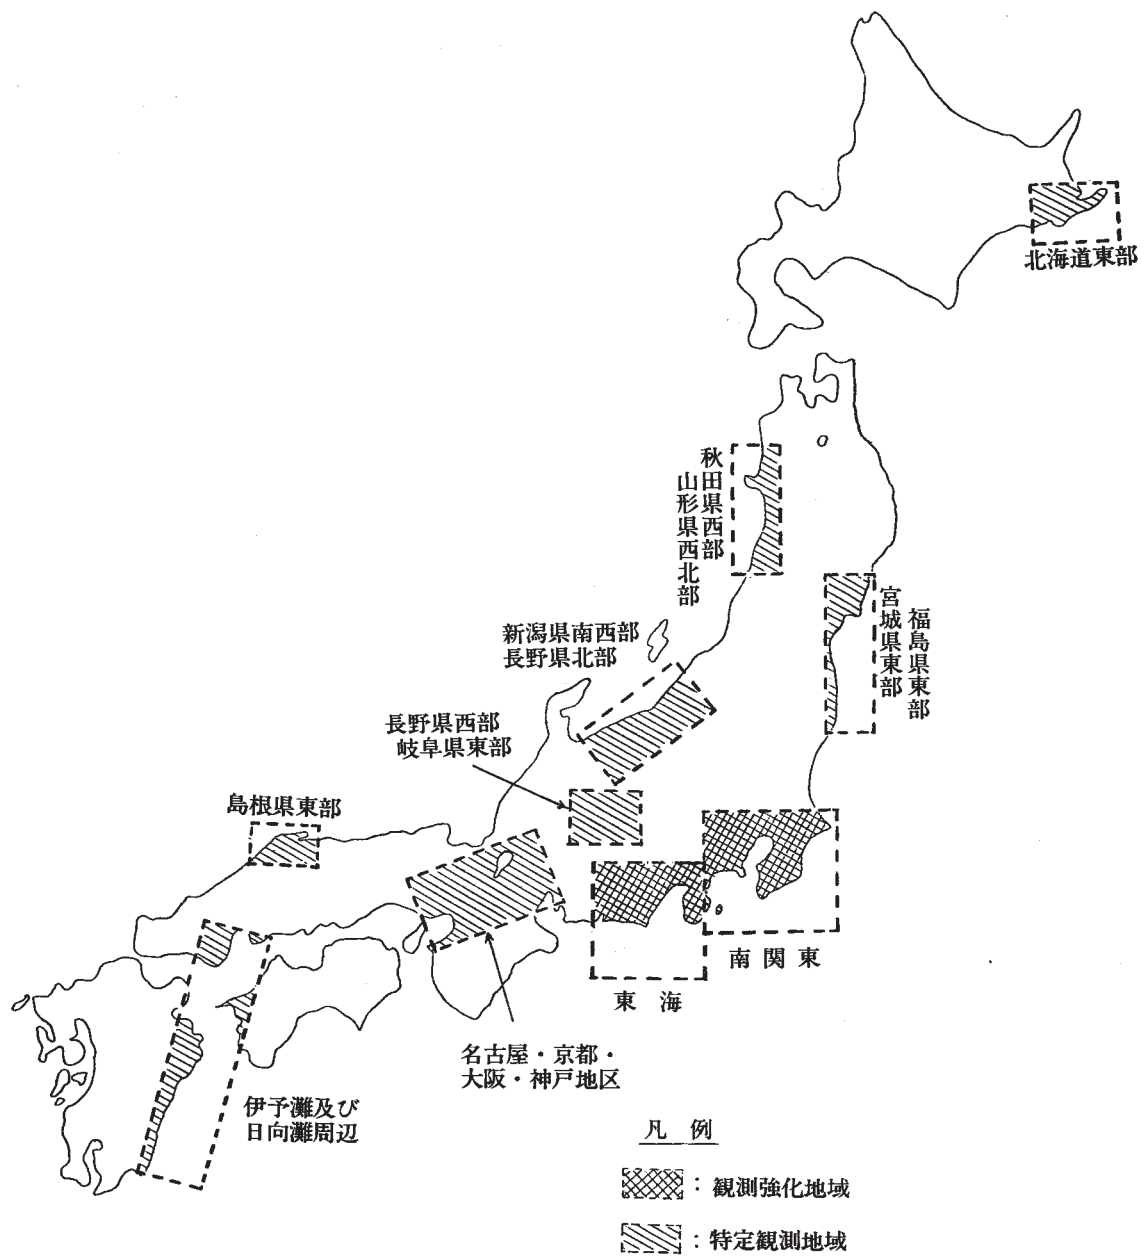 北海道東部
秋田県西部
山形県西北部
福島県東部
宮城県東部
新潟県南西部
長野県北部
長野県西部
岐阜県東部
島根県東部
南関東
東海
名古屋・京都・
大阪・神戸地区
伊予灘及び
日向灘周辺
凡例
：観測強化地域
：特定観測地域